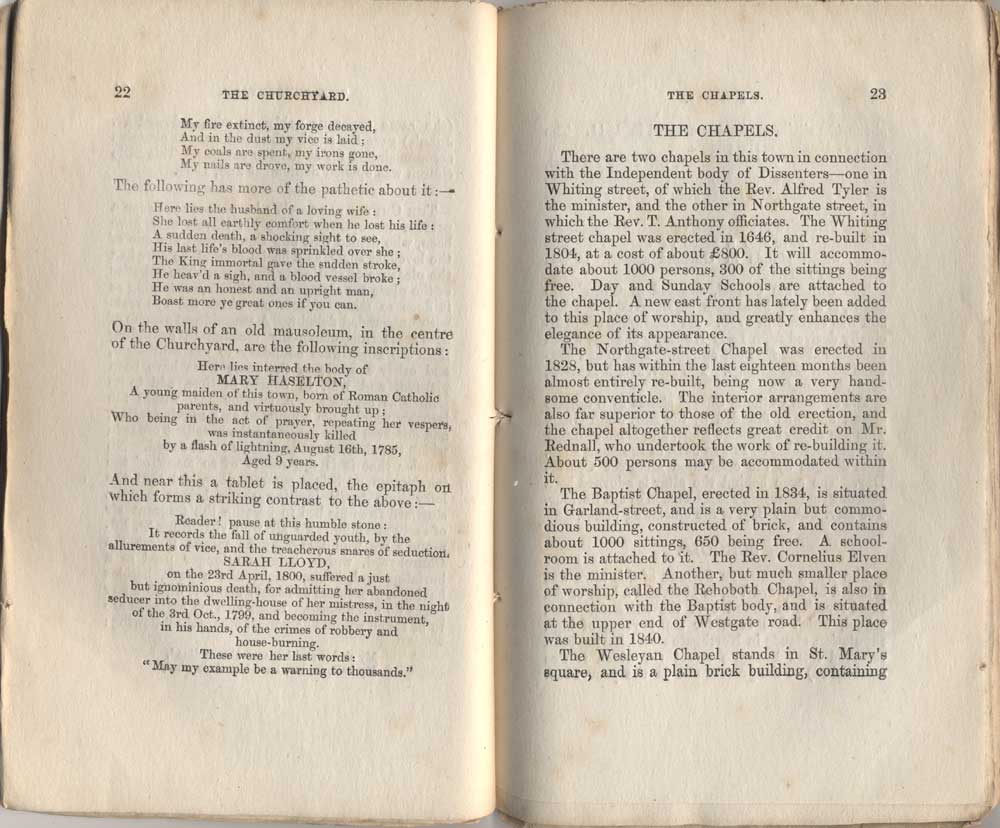 22
THE CHURCHYARD.
My fire extinct, my forge decayed,
And in the dust my vice is laid;
My coals are spent, my irons gone,
My nails are drove, my work is done.
The following has more of the pathetic about it:—
Here lies the husband of a loving wife:
She lost all earthly comfort when he lost his life:
A sudden death, a shocking sight to see,
His last life's blood was sprinkled over she;
The King immortal gave the sudden stroke,
He heav'd a sigh, and a blood vessel broke;
He was an honest and an upright man,
Boast more ye great ones if you can.
On the walls of an old mausoleum, in the centre
of the Churchyard, are the following inscriptions:
Here lies interred the body of
MARY HASELTON,
A young maiden of this town, born of Roman Catholic
parents, and virtuously brought up;
Who being in the act of prayer, repeating her vespers,
was instantaneously killed
by a flash of lightning, August 16th, 1785,
Aged 9 years.
And near this a tablet is placed, the epitaph on
which forms a striking contrast to the above:—
Reader! pause at this humble stone:
It records the fall of unguarded youth, by the
allurements of vice, and the treacherous snares of seduction.
SARAH LLOYD,
on the 23rd April, 1800, suffered a just
but ignominious death, for admitting her abandoned
seducer into the dwelling-house of her mistress, in the night
of the 3rd Oct., 1799, and becoming the instrument,
in his hands, of the crimes of robbery and
house-burning.
These were her last words:
"May my example be a warning to thousands."
THE CHAPELS.
23
THE CHAPELS.
There are two chapels in this town in connection
with the Independent body of Dissenters—one in
Whiting street, of which the Rev. Alfred Tyler is
the minister, and the other in Northgate street, in
which the Rev. T. Anthony officiates. The Whiting
street chapel was erected in 1646, and re-built in
1804, at a cost of about £800. It will accommo-
date about 1000 persons, 300 of the sittings being
free. Day and Sunday Schools are attached to
the chapel. A new east front has lately been added
to this place of worship, and greatly enhances the
elegance of its appearance.
The Northgate-street Chapel was erected in
1828, but has within the last eighteen months been
almost entirely re-built, being now a very hand-
some conventicle. The interior arrangements are
also far superior to those of the old erection, and
the chapel altogether reflects great credit on Mr.
Rednall, who undertook the work of re-building it.
About 500 persons may be accommodated within
it.
The Baptist Chapel, erected in 1834, is situated
in Garland-street, and is a very plain but commo-
dious building, constructed of brick, and contains
about 1000 sittings, 650 being free. A school-
room is attached to it. The Rev. Cornelius Elven
is the minister. Another, but much smaller place
of worship, called the Rehoboth Chapel, is also in
connection with the Baptist body, and is situated
at the upper end of Westgate road. This place
was built in 1840.
The Wesleyan Chapel stands in St. Mary's
square, and is a plain brick building, containing